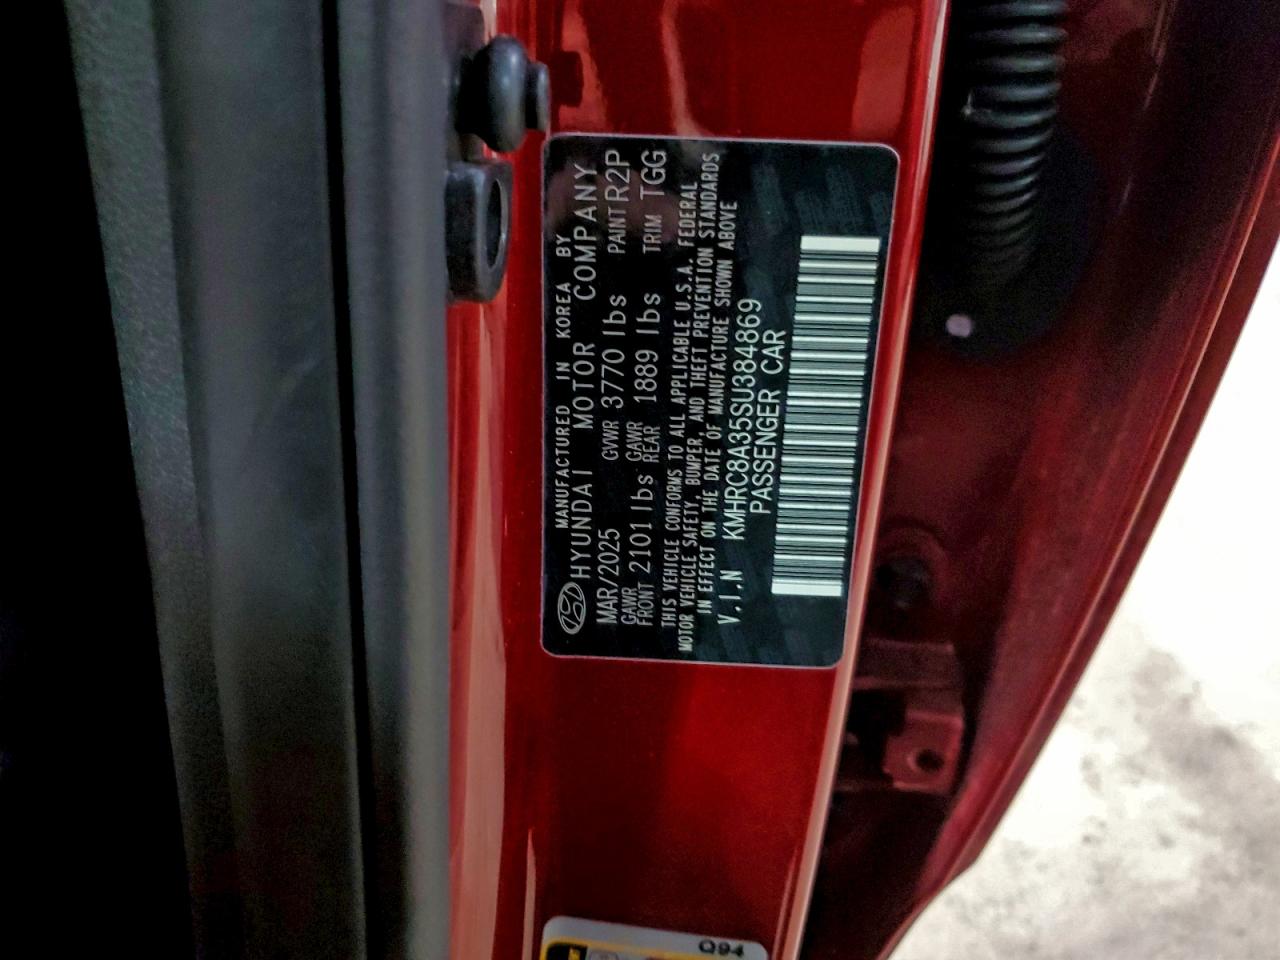 MANUFACTURED IN KOREA BY
HYUNDAI MOTOR COMPANY
MAR/2025 GVWR 3770 lbs PAINT R2P
GAWR FRONT 2101 lbs GAWR REAR 1889 lbs TRIM TGG
THIS VEHICLE CONFORMS TO ALL APPLICABLE U.S.A. FEDERAL
MOTOR VEHICLE SAFETY, BUMPER, AND THEFT PREVENTION STANDARDS
IN EFFECT ON THE DATE OF MANUFACTURE SHOWN ABOVE
V.I.N KMHRC8A35SU384869
PASSENGER CAR
Q94